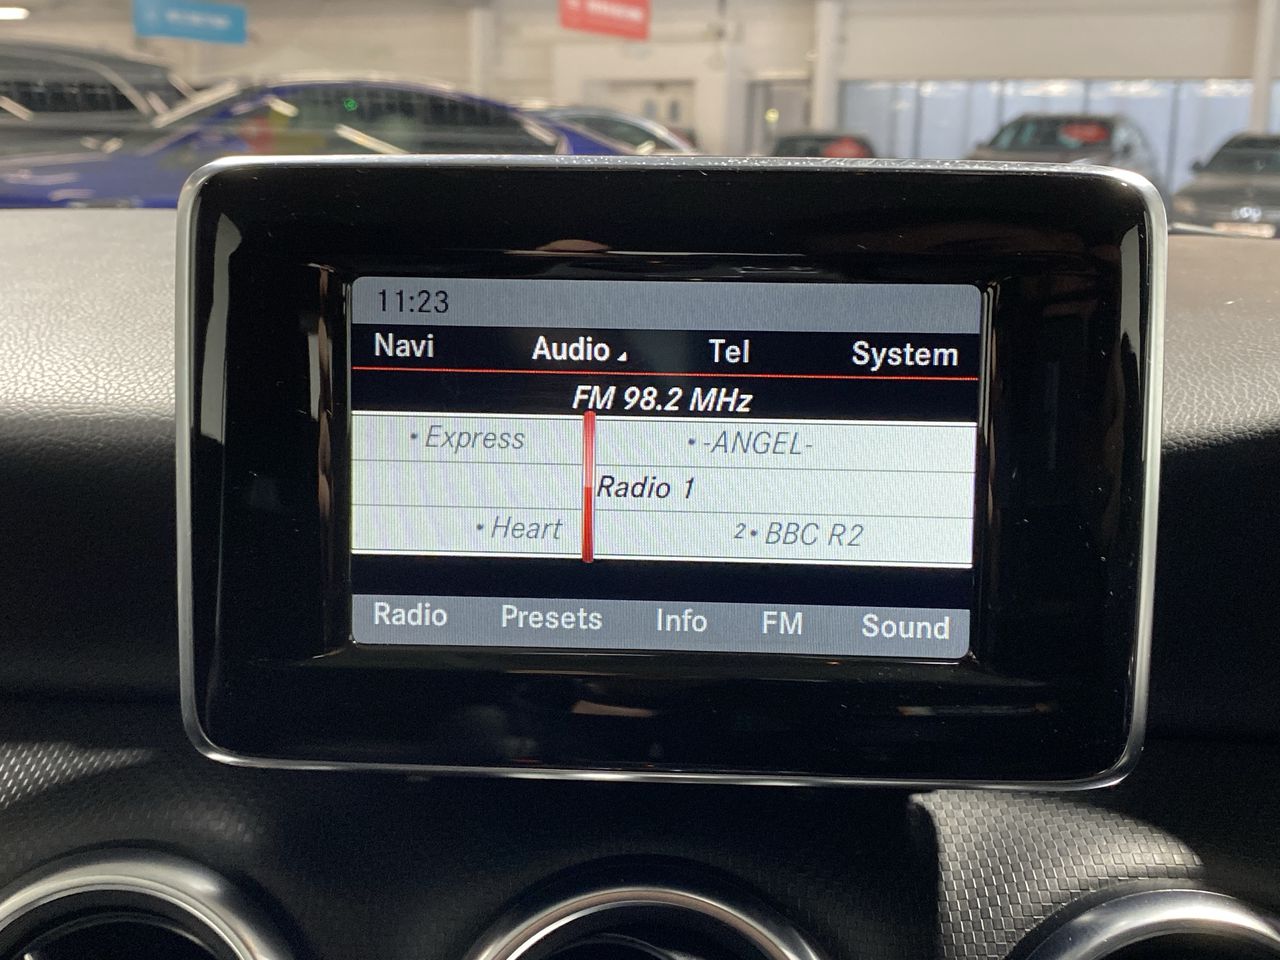 11:23
Navi Audio Tel System
FM 98.2 MHz
• Express • -ANGEL-
Radio 1
• Heart 2• BBC R2
Radio Presets Info FM Sound